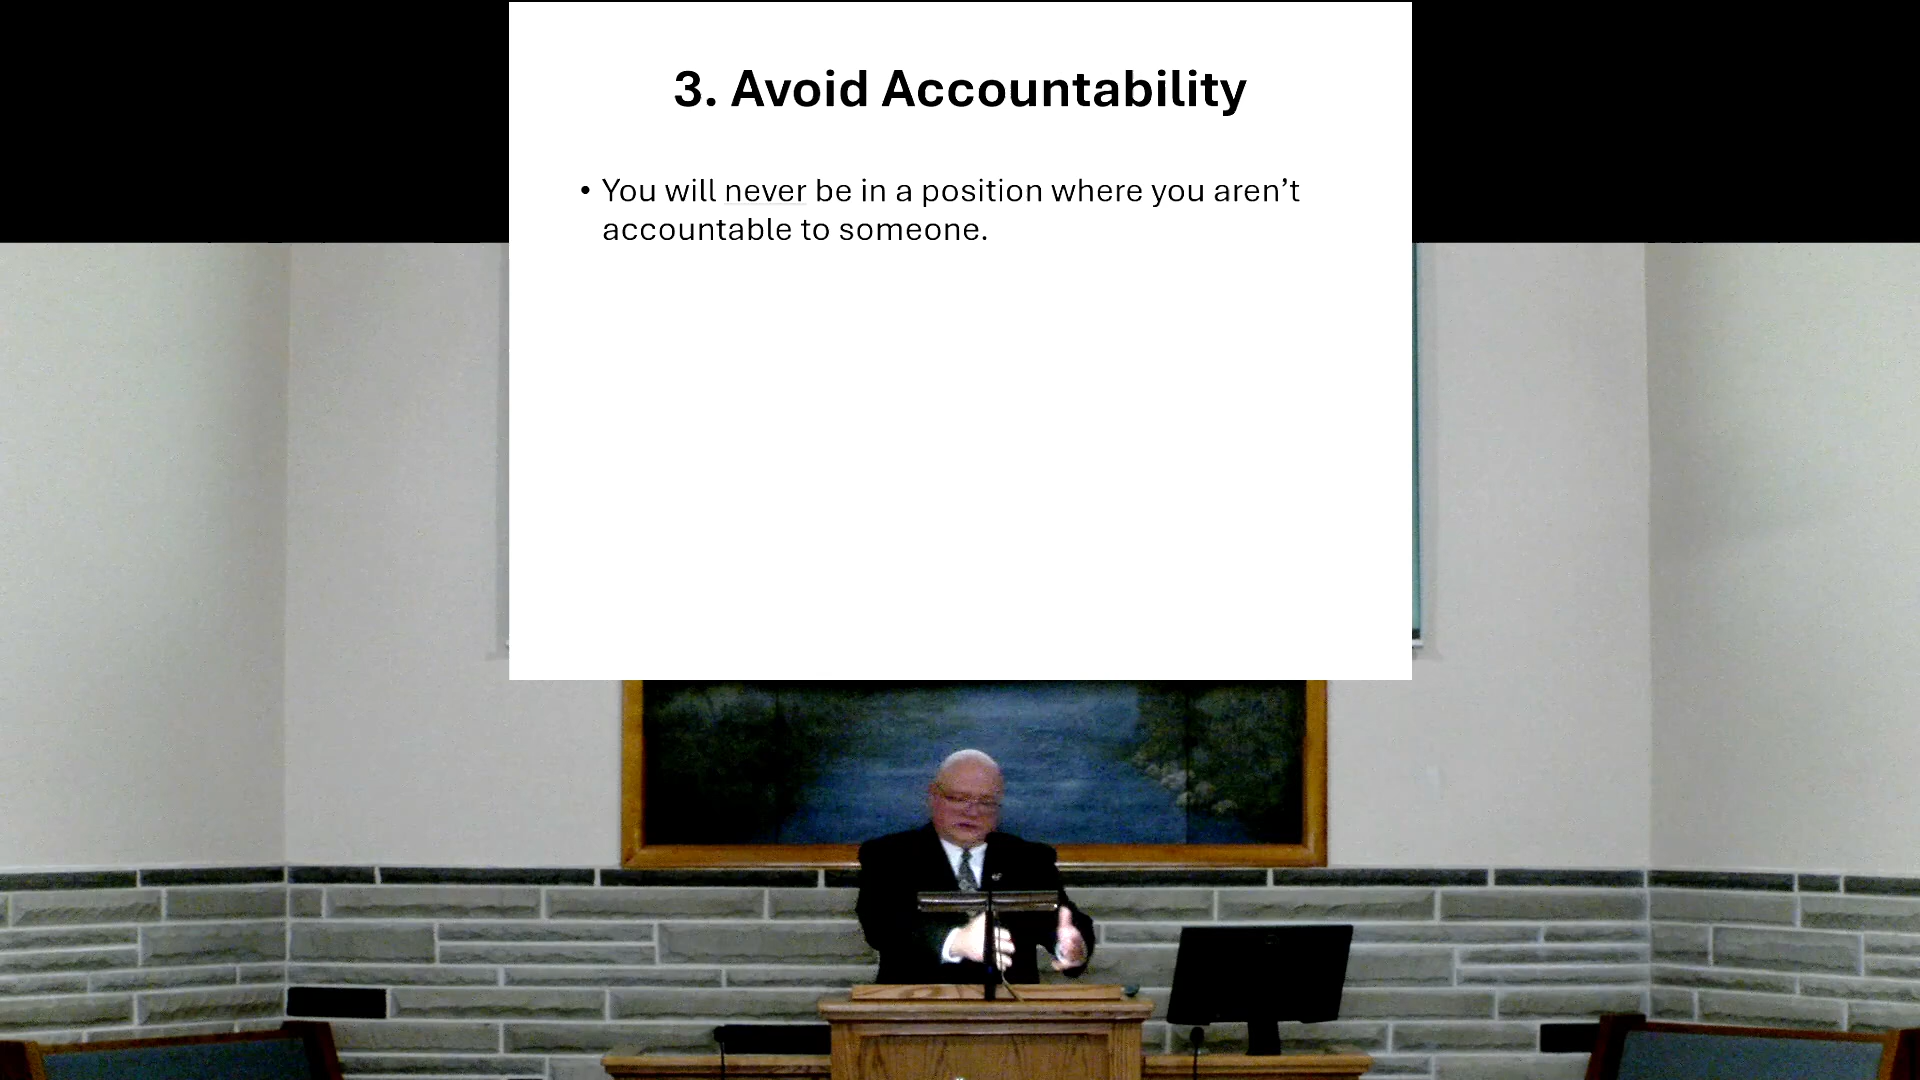 3. Avoid Accountability
• You will never be in a position where you aren’t
accountable to someone.